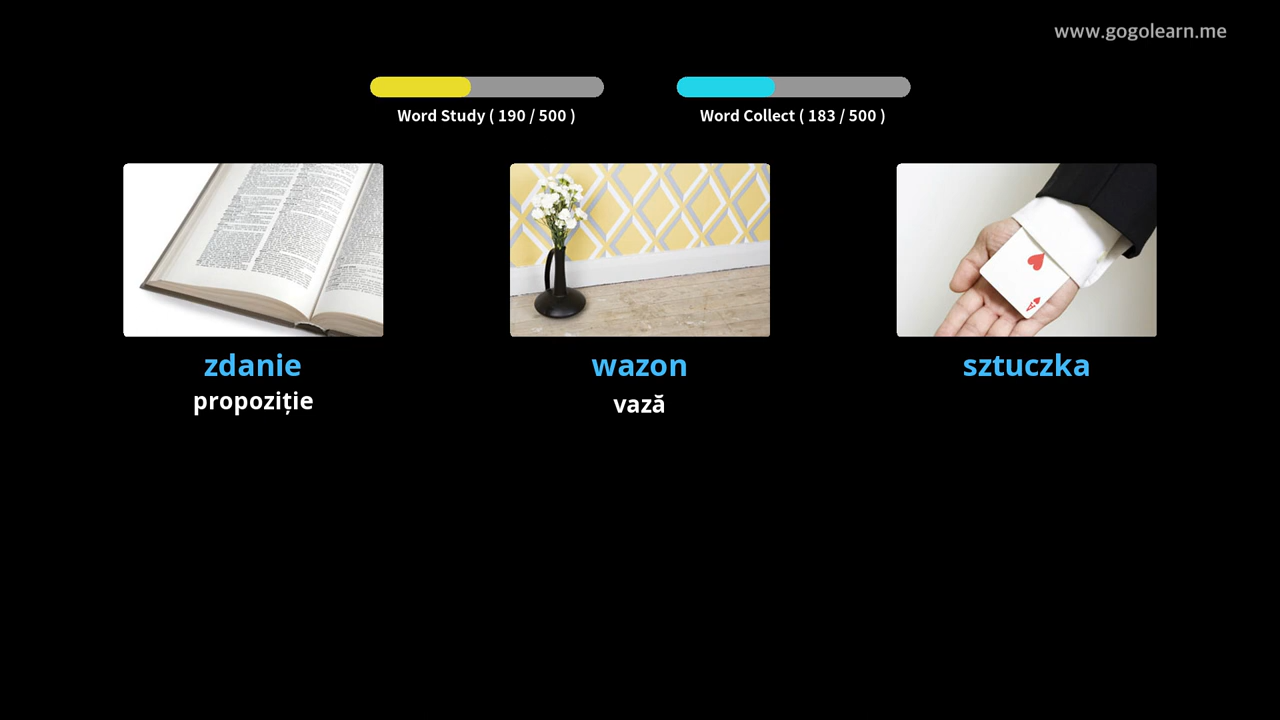 www.gogolearn.me
Word Study ( 190 / 500 )
Word Collect ( 183 / 500 )
zdanie
propoziție
wazon
vază
sztuczka